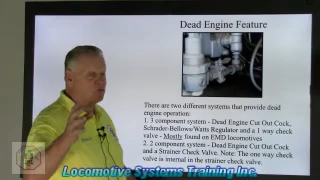 Dead Engine Feature
There are two different systems that provide dead
engine operation:
1. 3 component system - Dead Engine Cut Out Cock,
Schrader-Bellows/Watts Regulator and a 1 way check
valve - Mostly found on EMD locomotives
2. 2 component system - Dead Engine Cut Out Cock
and a Strainer Check Valve. Note: The one way check
valve is internal in the strainer check valve.
Locomotive Systems Training Inc.